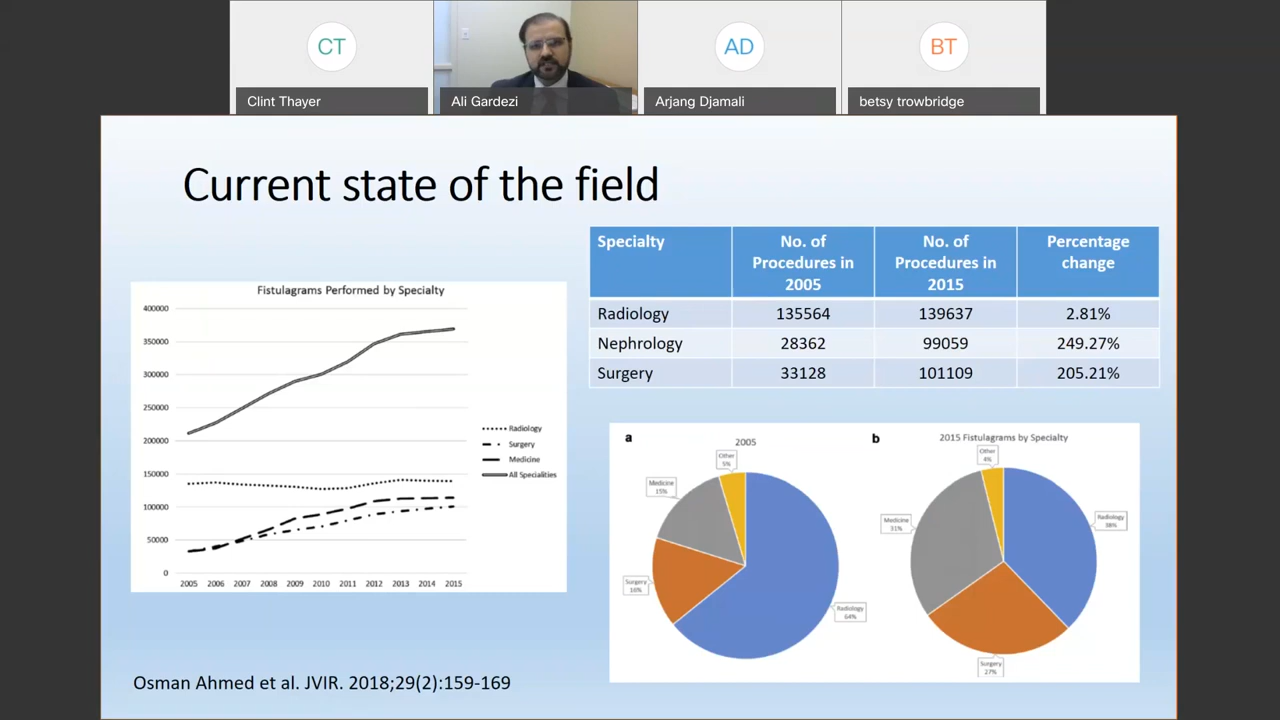 CT
AD
BT
Clint Thayer
Ali Gardezi
Arjang Djamali
betsy trowbridge
Current state of the field
Specialty
No. of
Procedures in
2005
No. of
Procedures in
2015
Percentage
change
Radiology 135564 139637 2.81%
Nephrology 28362 99059 249.27%
Surgery 33128 101109 205.21%
Fistulagrams Performed by Specialty
400000
350000
300000
250000
200000
150000
100000
50000
0
2005 2006 2007 2008 2009 2010 2011 2012 2013 2014 2015
Radiology
Surgery
Medicine
All Specialities
a
2005
Other
5%
Medicine
15%
Surgery
16%
Radiology
64%
b
2015 Fistulagrams by Specialty
Other
4%
Medicine
31%
Radiology
38%
Surgery
27%
Osman Ahmed et al. JVIR. 2018;29(2):159-169